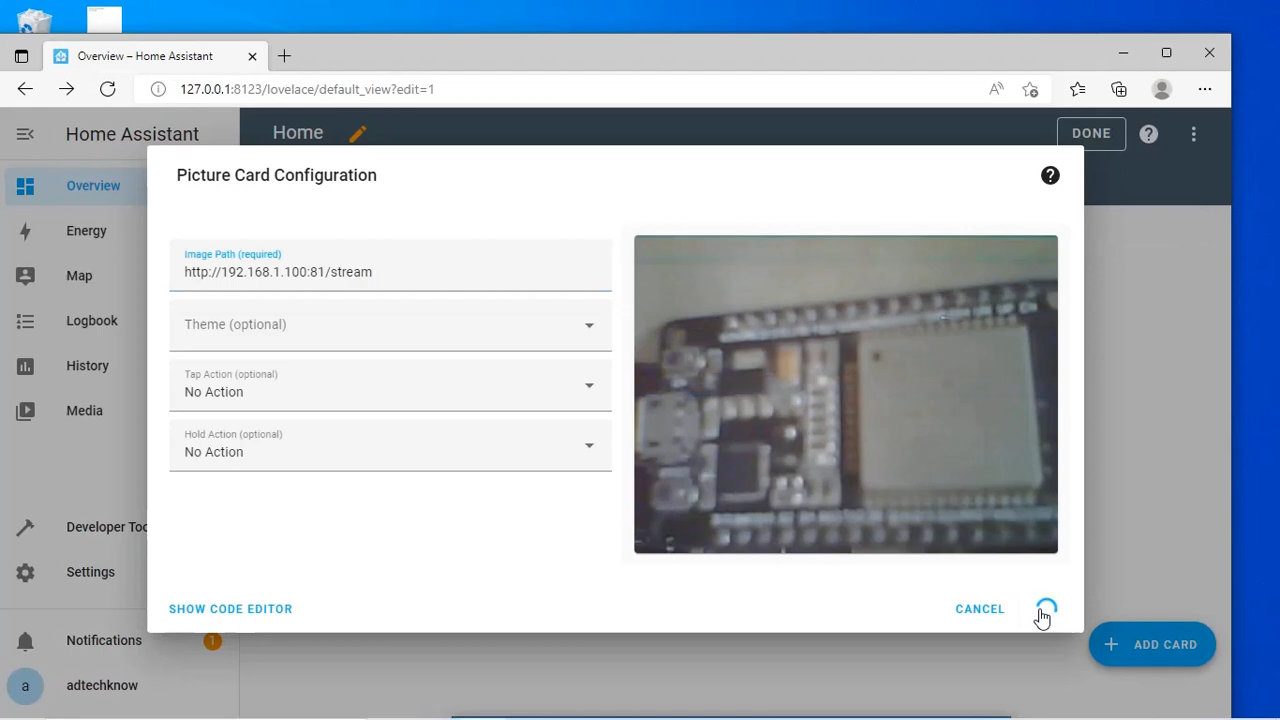 Overview – Home Assistant
127.0.0.1:8123/lovelace/default_view?edit=1
Home Assistant
Home
DONE
Overview
Energy
Map
Logbook
History
Media
Developer Too
Settings
Notifications
1
a
adtechknow
Picture Card Configuration
Image Path (required)
http://192.168.1.100:81/stream
Theme (optional)
Tap Action (optional)
No Action
Hold Action (optional)
No Action
SHOW CODE EDITOR
CANCEL
ADD CARD